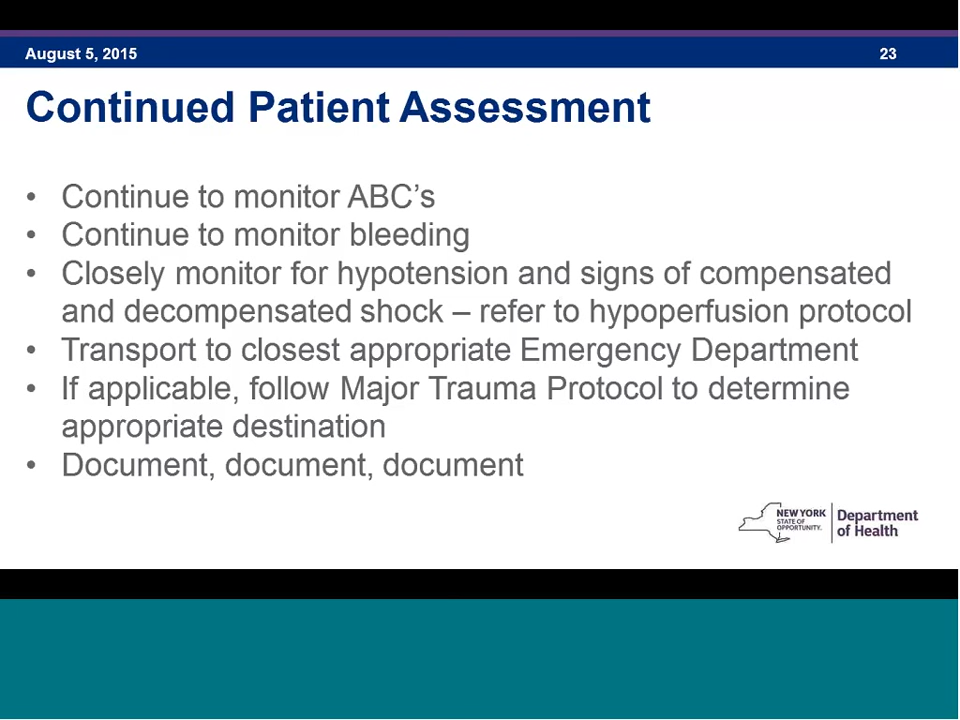 August 5, 2015
23
Continued Patient Assessment
• Continue to monitor ABC’s
• Continue to monitor bleeding
• Closely monitor for hypotension and signs of compensated
and decompensated shock – refer to hypoperfusion protocol
• Transport to closest appropriate Emergency Department
• If applicable, follow Major Trauma Protocol to determine
appropriate destination
• Document, document, document
NEW YORK
STATE OF
OPPORTUNITY.
Department
of Health